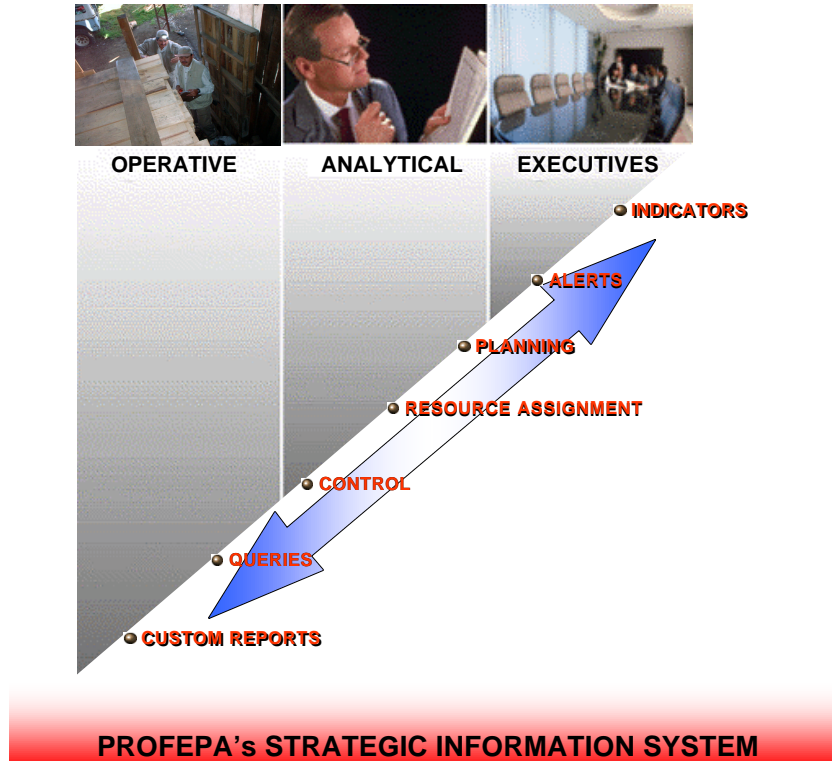 OPERATIVE
ANALYTICAL
EXECUTIVES
INDICATORS
ALERTS
PLANNING
RESOURCE ASSIGNMENT
CONTROL
QUERIES
CUSTOM REPORTS
PROFEPA's STRATEGIC INFORMATION SYSTEM